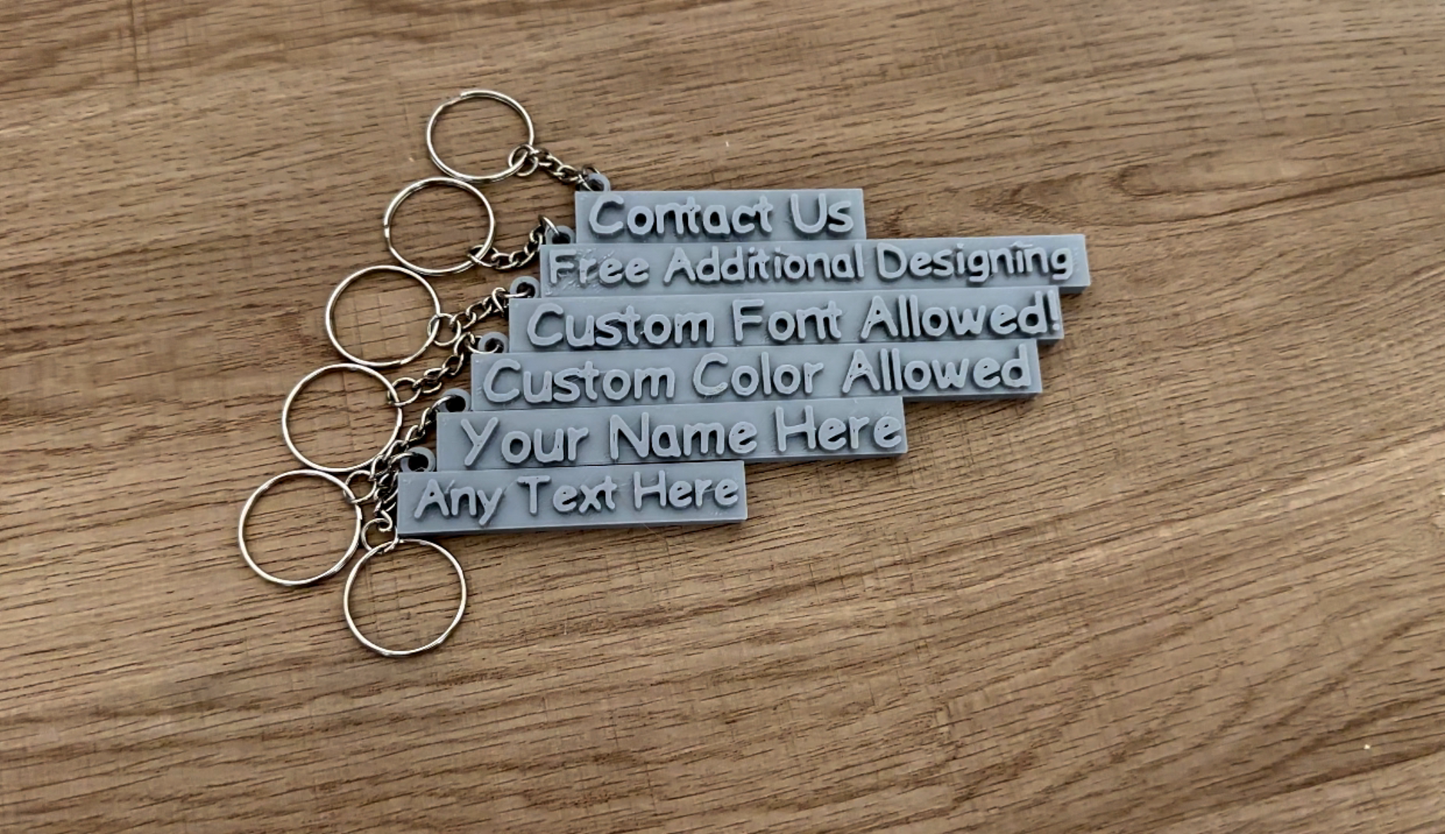 Contact Us
Free Additional Designing
Custom Font Allowed!
Custom Color Allowed
Your Name Here
Any Text Here